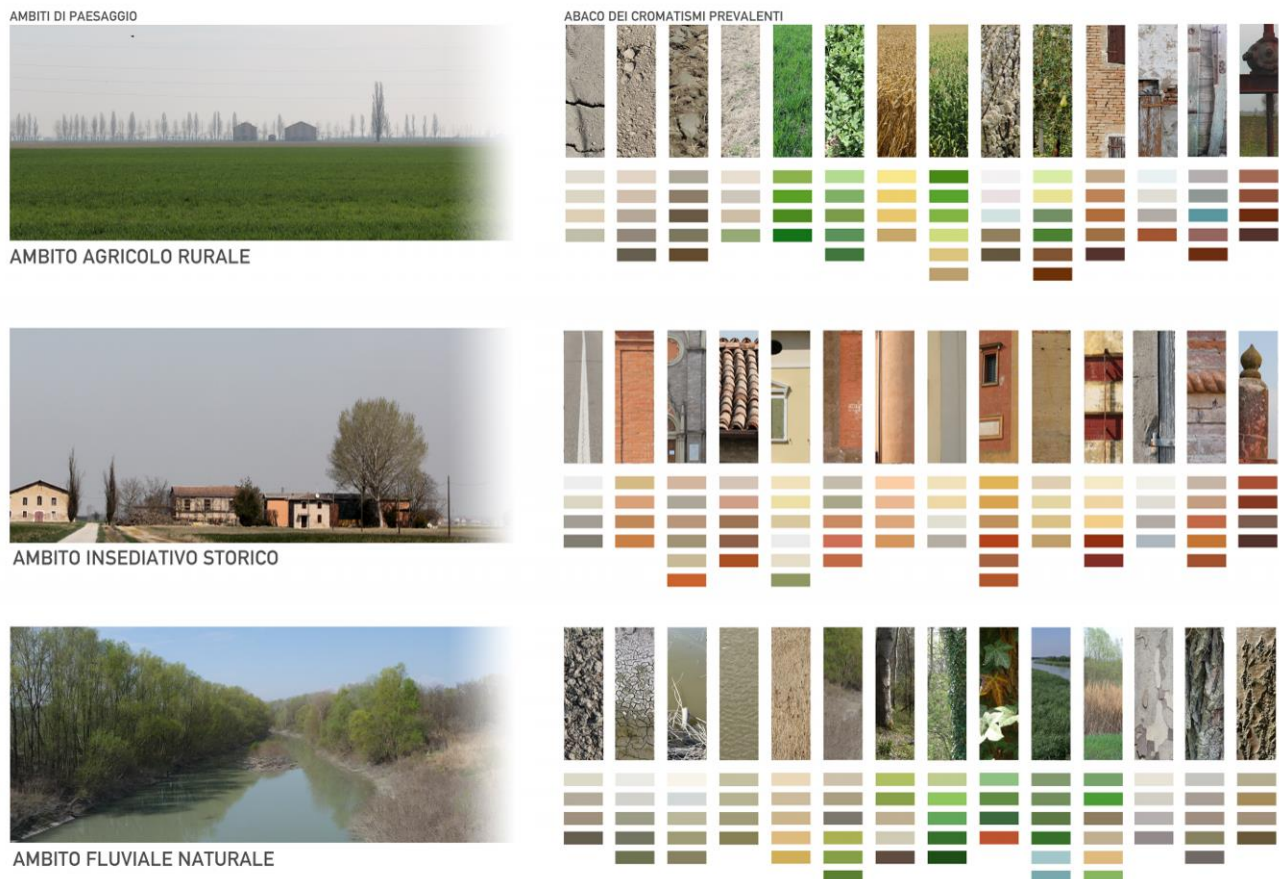 AMBITI DI PAESAGGIO
ABACO DEI CROMATISMI PREVALENTI
AMBITO AGRICOLO RURALE
AMBITO INSEDIATIVO STORICO
AMBITO FLUVIALE NATURALE